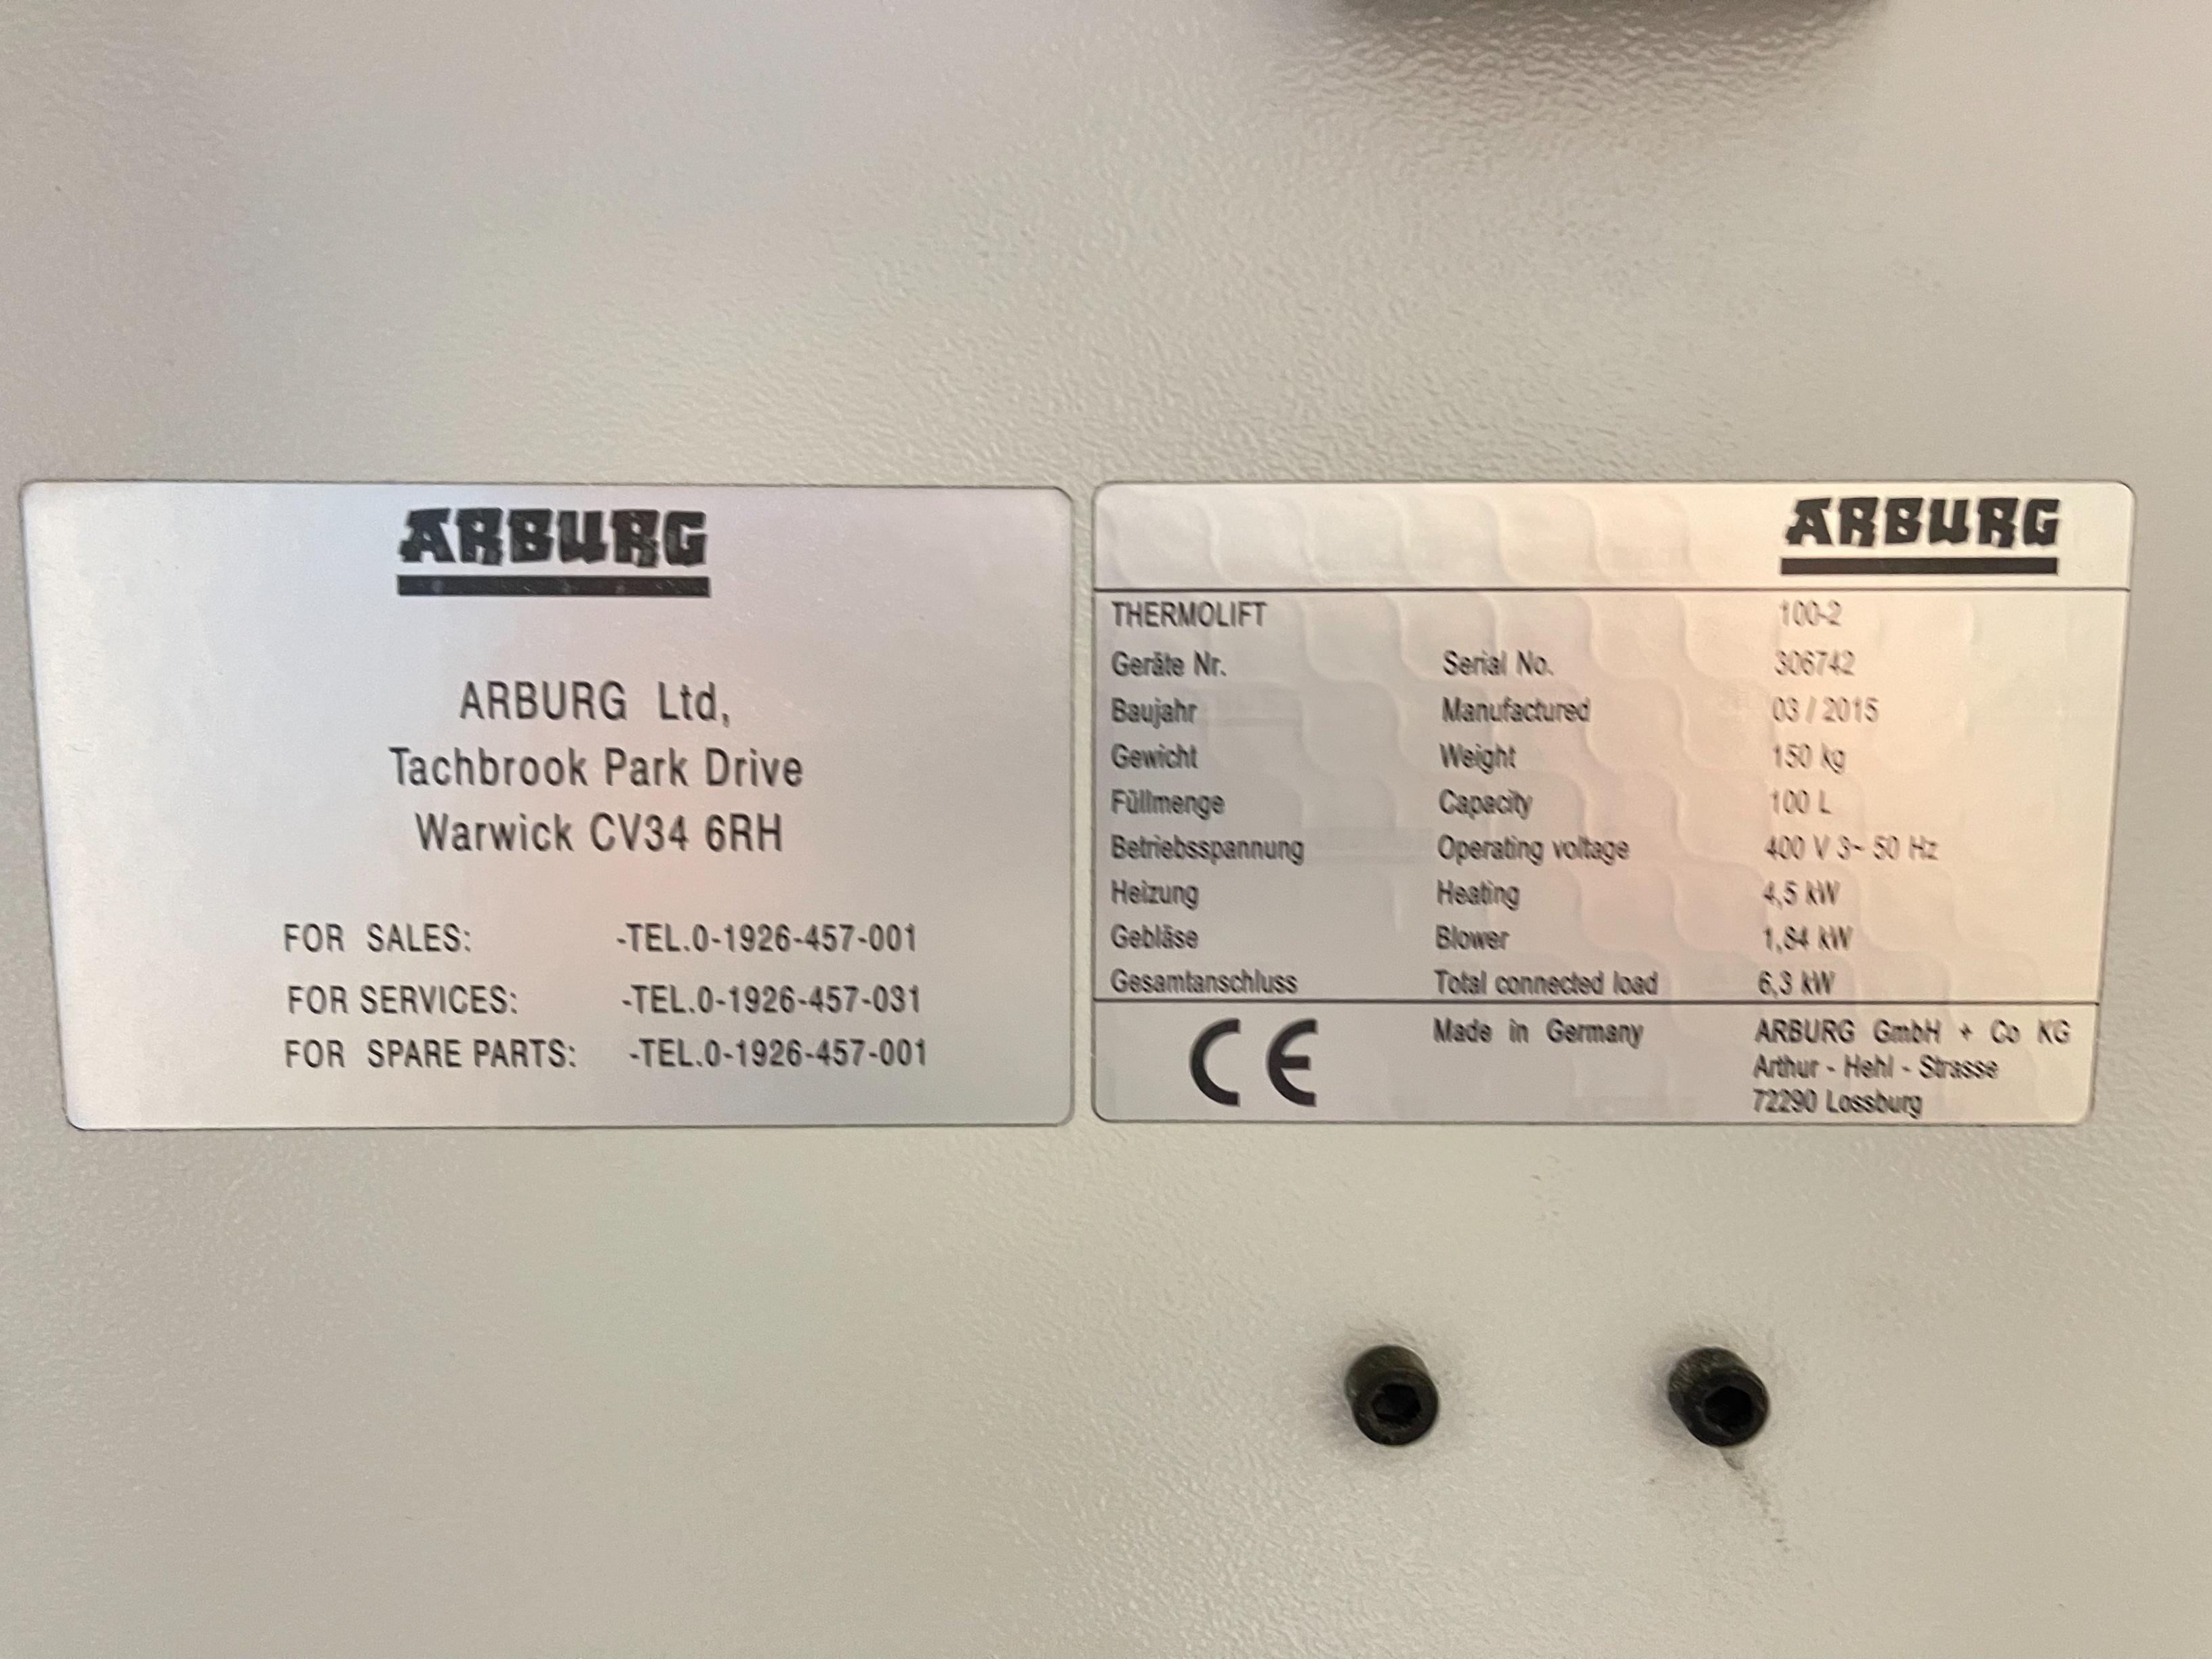 ARBURG
ARBURG Ltd,
Tachbrook Park Drive
Warwick CV34 6RH
FOR SALES: -TEL.0-1926-457-001
FOR SERVICES: -TEL.0-1926-457-031
FOR SPARE PARTS: -TEL.0-1926-457-001
ARBURG
THERMOLIFT 100-2
Geräte Nr. Serial No. 306742
Baujahr Manufactured 03 / 2015
Gewicht Weight 150 kg
Füllmenge Capacity 100 L
Betriebsspannung Operating voltage 400 V 3~ 50 Hz
Heizung Heating 4,5 kW
Gebläse Blower 1,84 kW
Gesamtanschluss Total connected load 6,3 kW
CE Made in Germany ARBURG GmbH + Co KG
Arthur - Hehl - Strasse
72290 Lossburg